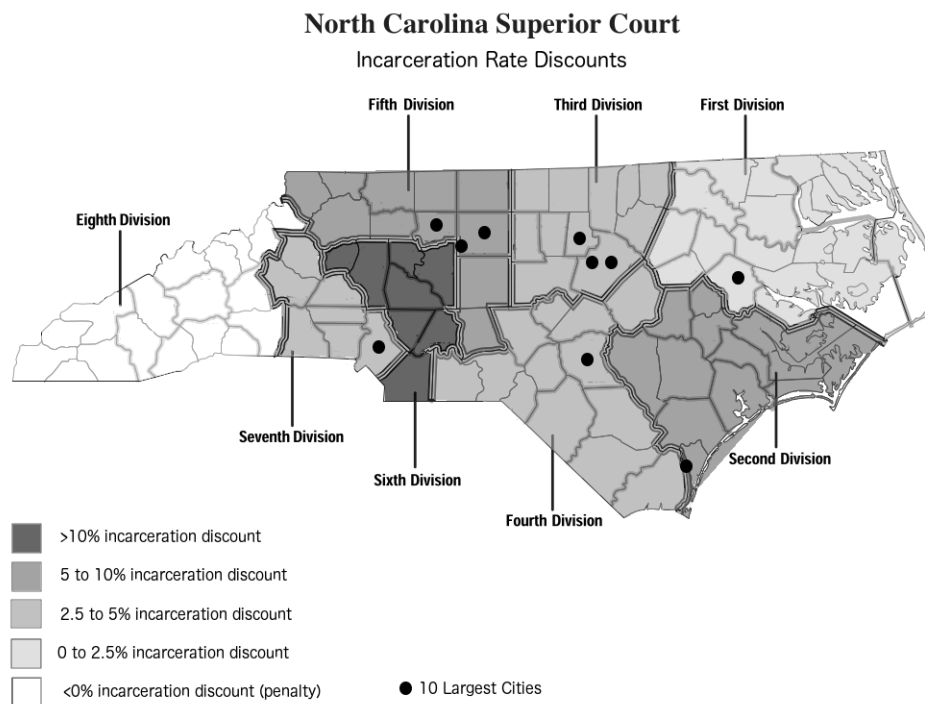 North Carolina Superior Court
Incarceration Rate Discounts
Fifth Division
Third Division
First Division
Eighth Division
Seventh Division
Sixth Division
Second Division
Fourth Division
>10% incarceration discount
5 to 10% incarceration discount
2.5 to 5% incarceration discount
0 to 2.5% incarceration discount
<0% incarceration discount (penalty)
10 Largest Cities